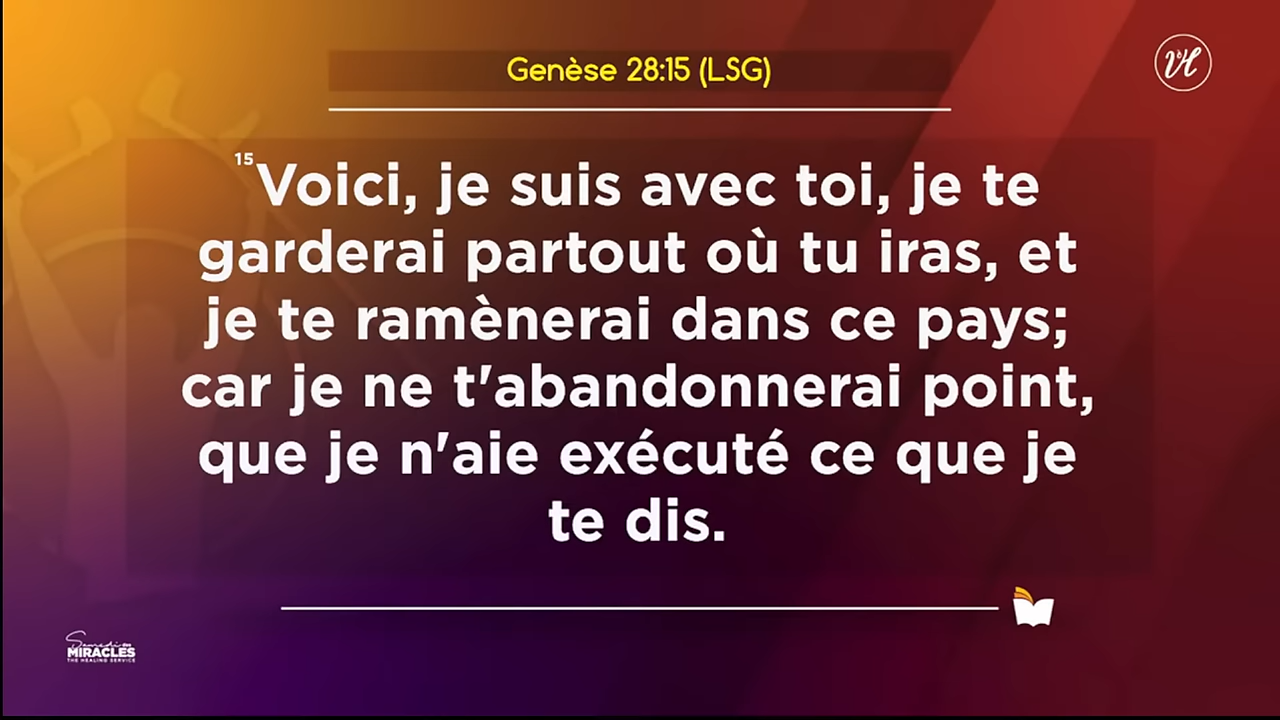 Genèse 28:15 (LSG)
15 Voici, je suis avec toi, je te
garderai partout où tu iras, et
je te ramènerai dans ce pays;
car je ne t'abandonnerai point,
que je n'aie exécuté ce que je
te dis.
Samedi des
MIRACLES
THE HEALING SERVICE